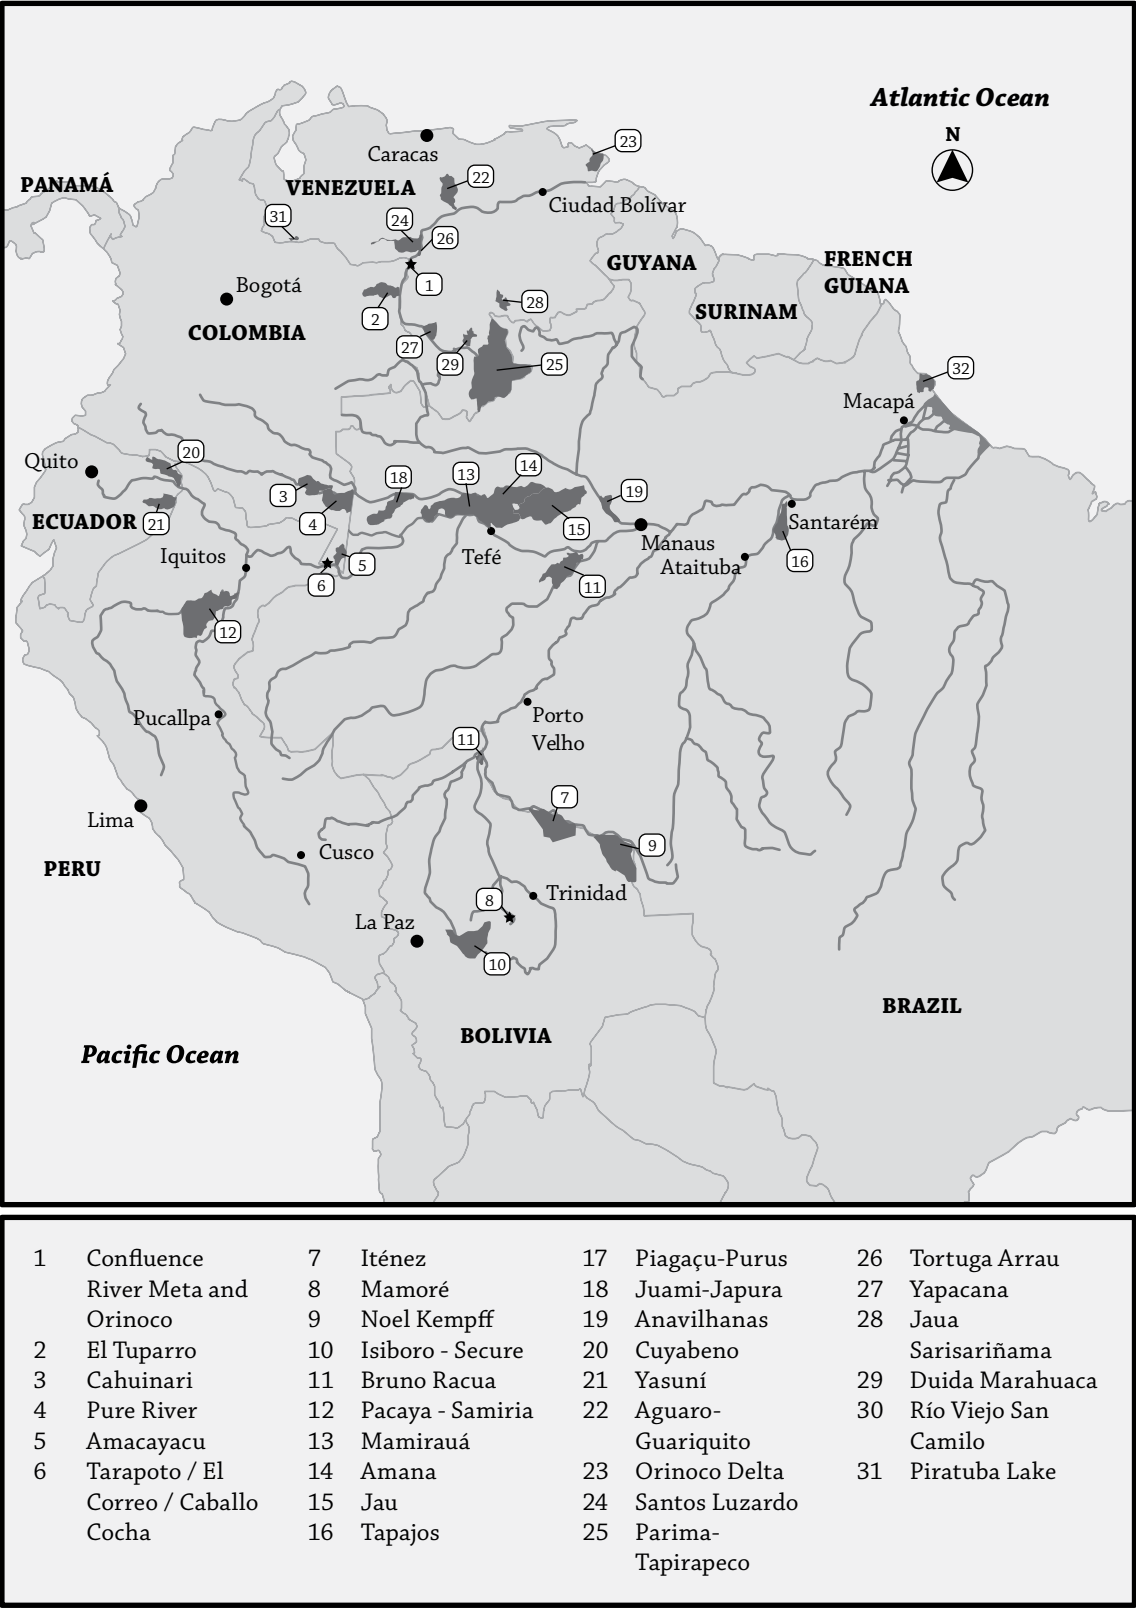 Atlantic Ocean
N
23
Caracas
PANAMÁ
VENEZUELA
22
Ciudad Bolívar
31
24
26
GUYANA
FRENCH
GUIANA
Bogotá
1
28
SURINAM
2
COLOMBIA
27
29
25
32
Macapá
Quito
20
3
18
13
14
19
ECUADOR
21
4
15
Santarém
Iquitos
Tefé
Manaus
Ataituba
5
6
11
16
12
Pucallpa
Porto
Velho
11
7
Lima
9
Cusco
PERU
8
Trinidad
La Paz
10
BRAZIL
BOLIVIA
Pacific Ocean
1 Confluence
River Meta and
Orinoco
2 El Tuparro
3 Cahuinari
4 Pure River
5 Amacayacu
6 Tarapoto / El
Correo / Caballo
Cocha
7 Iténez
8 Mamoré
9 Noel Kempff
10 Isiboro - Secure
11 Bruno Racua
12 Pacaya - Samiria
13 Mamirauá
14 Amana
15 Jau
16 Tapajos
17 Piagaçu-Purus
18 Juami-Japura
19 Anavilhanas
20 Cuyabeno
21 Yasuní
22 Aguaro-
Guariquito
23 Orinoco Delta
24 Santos Luzardo
25 Parima-
Tapirapeco
26 Tortuga Arrau
27 Yapacana
28 Jaua
Sarisariñama
29 Duida Marahuaca
30 Río Viejo San
Camilo
31 Piratuba Lake